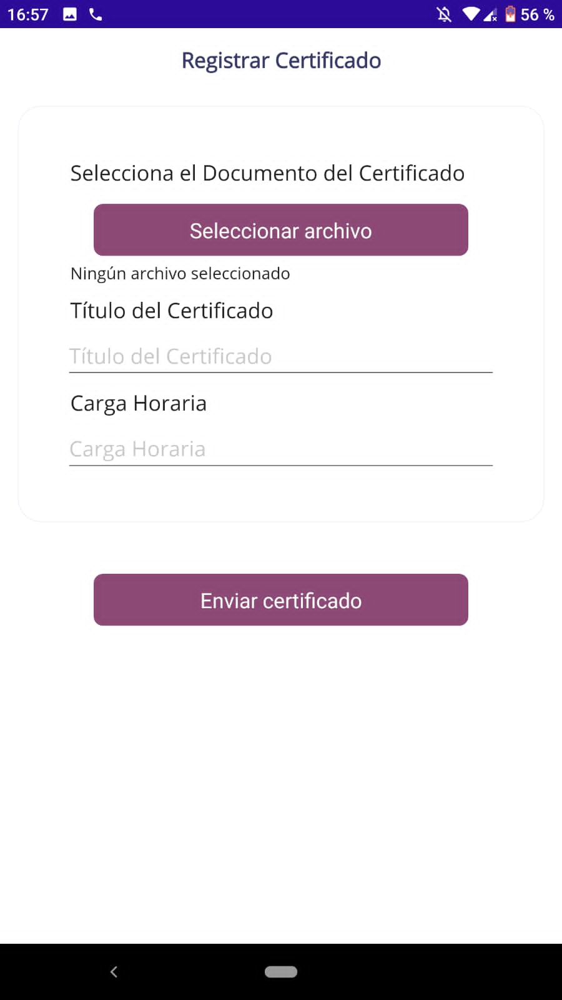 16:57 56 %
Registrar Certificado
Selecciona el Documento del Certificado
Seleccionar archivo
Ningún archivo seleccionado
Título del Certificado
Título del Certificado
Carga Horaria
Carga Horaria
Enviar certificado